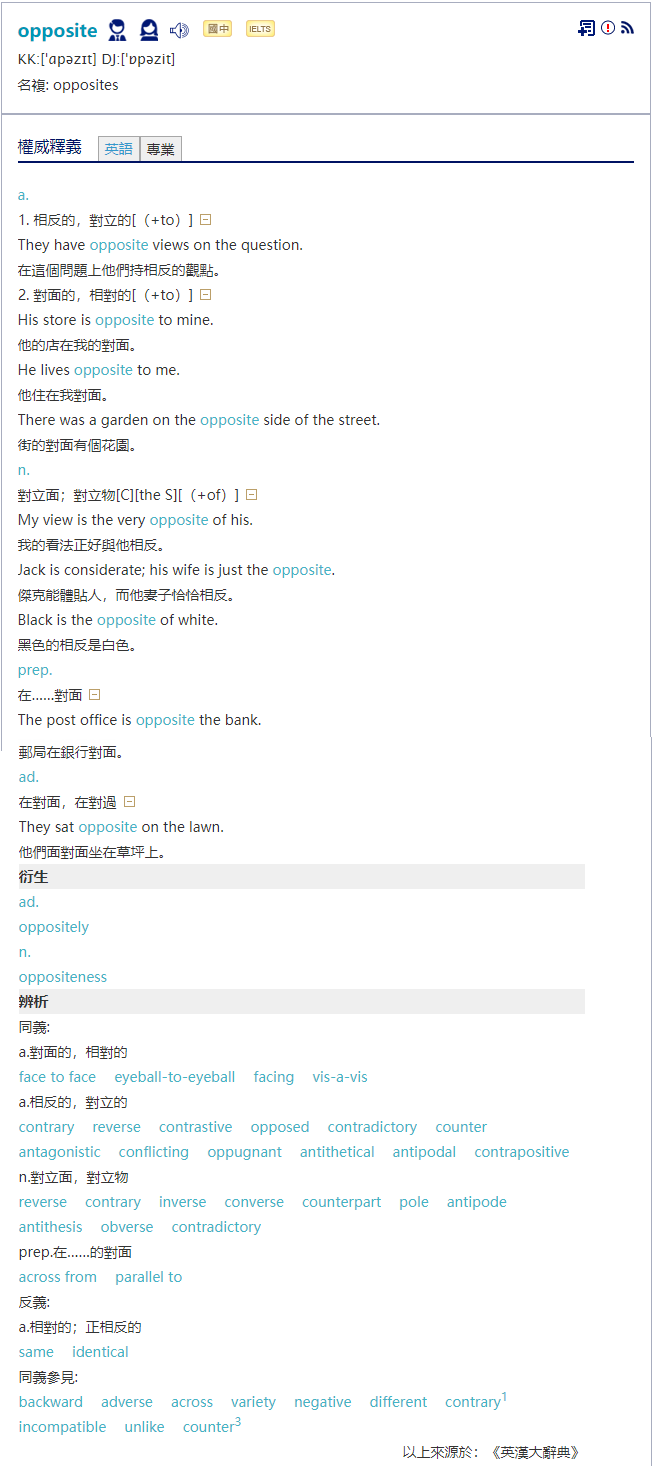 opposite 國中 IELTS
KK:['ɑpəzɪt] DJ:['ɒpəzit]
名複: opposites
權威釋義 英語 專業
a.
1. 相反的，對立的[（+to）]
They have opposite views on the question.
在這個問題上他們持相反的觀點。
2. 對面的，相對的[（+to）]
His store is opposite to mine.
他的店在我的對面。
He lives opposite to me.
他住在我對面。
There was a garden on the opposite side of the street.
街的對面有個花園。
n.
對立面；對立物[C][the S][（+of）]
My view is the very opposite of his.
我的看法正好與他相反。
Jack is considerate; his wife is just the opposite.
傑克能體貼人，而他妻子恰恰相反。
Black is the opposite of white.
黑色的相反是白色。
prep.
在……對面
The post office is opposite the bank.
郵局在銀行對面。
ad.
在對面，在對過
They sat opposite on the lawn.
他們面對面坐在草坪上。
衍生
ad.
oppositely
n.
oppositeness
辨析
同義:
a.對面的，相對的
face to face eyeball-to-eyeball facing vis-a-vis
a.相反的，對立的
contrary reverse contrastive opposed contradictory counter
antagonistic conflicting oppugnant antithetical antipodal contrapositive
n.對立面，對立物
reverse contrary inverse converse counterpart pole antipode
antithesis obverse contradictory
prep.在……的對面
across from parallel to
反義:
a.相對的；正相反的
same identical
同義參見:
backward adverse across variety negative different contrary1
incompatible unlike counter3
以上來源於：《英漢大辭典》